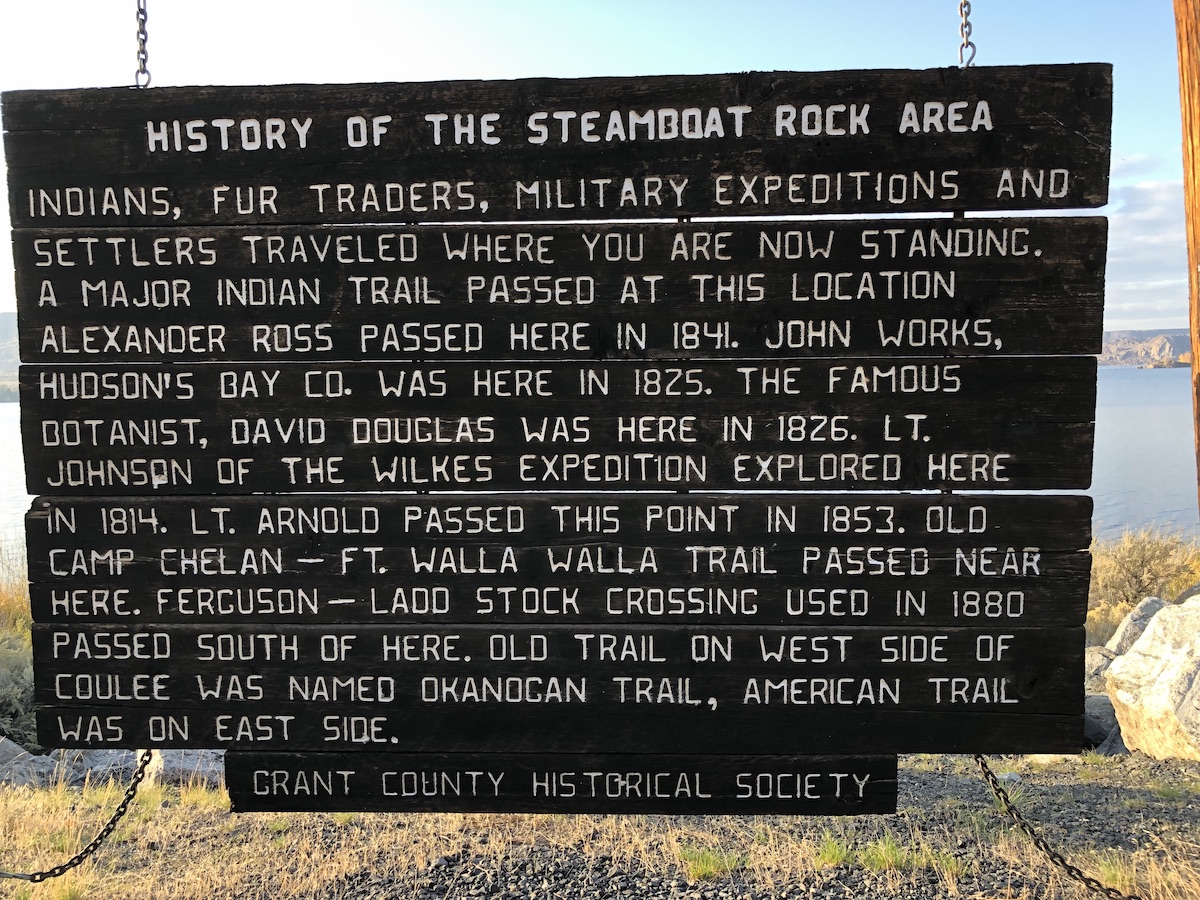 HISTORY OF THE STEAMBOAT ROCK AREA
INDIANS, FUR TRADERS, MILITARY EXPEDITIONS AND
SETTLERS TRAVELED WHERE YOU ARE NOW STANDING.
A MAJOR INDIAN TRAIL PASSED AT THIS LOCATION
ALEXANDER ROSS PASSED HERE IN 1841. JOHN WORKS,
HUDSON'S BAY CO. WAS HERE IN 1825. THE FAMOUS
BOTANIST, DAVID DOUGLAS WAS HERE IN 1826. LT.
JOHNSON OF THE WILKES EXPEDITION EXPLORED HERE
IN 1814. LT. ARNOLD PASSED THIS POINT IN 1853. OLD
CAMP CHELAN – FT. WALLA WALLA TRAIL PASSED NEAR
HERE. FERGUSON – LADD STOCK CROSSING USED IN 1880
PASSED SOUTH OF HERE. OLD TRAIL ON WEST SIDE OF
COULEE WAS NAMED OKANOGAN TRAIL, AMERICAN TRAIL
WAS ON EAST SIDE.
GRANT COUNTY HISTORICAL SOCIETY